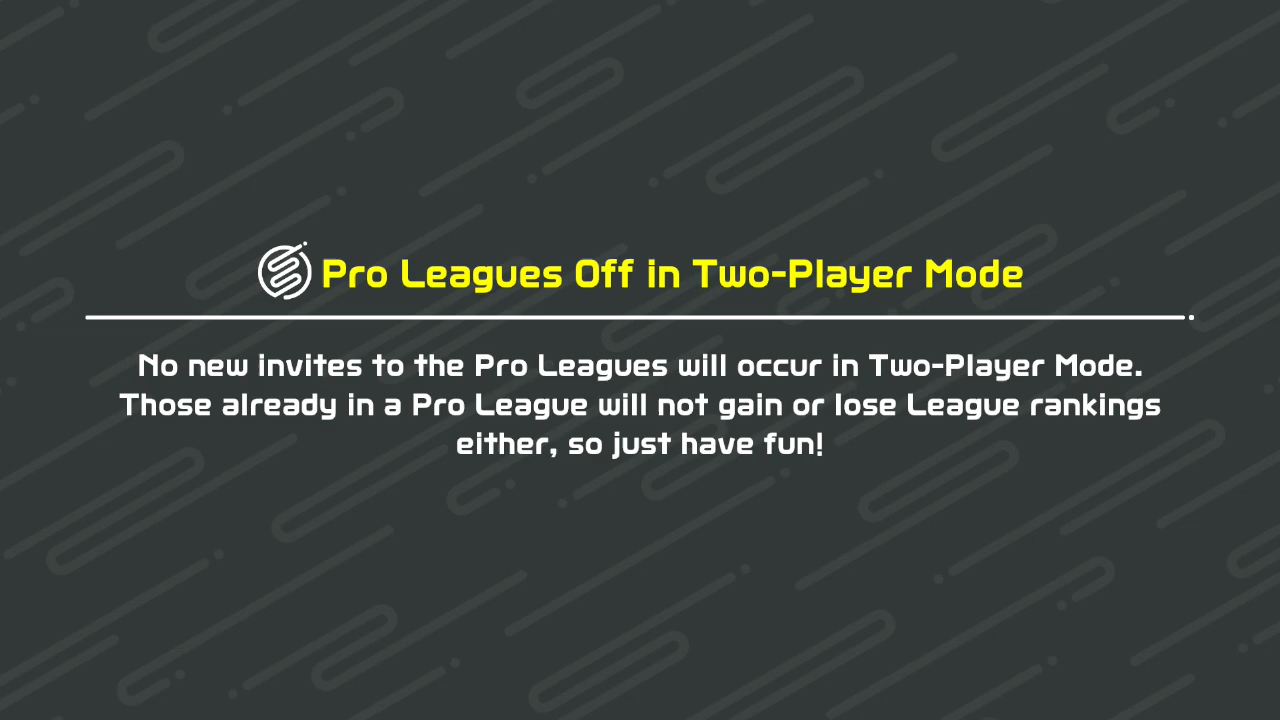 Pro Leagues Off in Two-Player Mode
No new invites to the Pro Leagues will occur in Two-Player Mode.
Those already in a Pro League will not gain or lose League rankings
either, so just have fun!